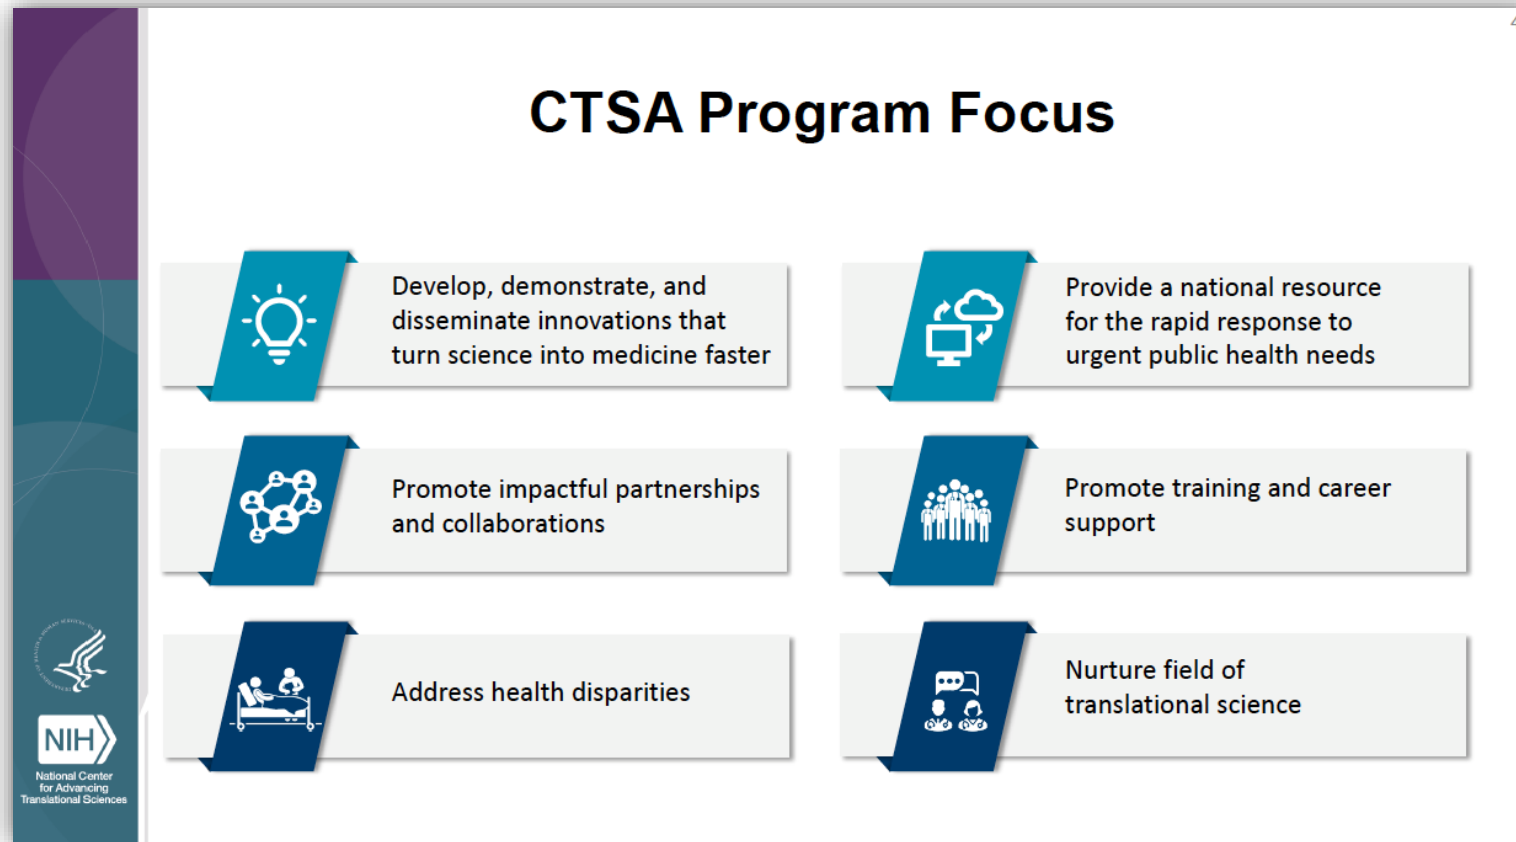 4
CTSA Program Focus
Develop, demonstrate, and
disseminate innovations that
turn science into medicine faster
Provide a national resource
for the rapid response to
urgent public health needs
Promote impactful partnerships
and collaborations
Promote training and career
support
Address health disparities
Nurture field of
translational science
NIH
National Center
for Advancing
Translational Sciences